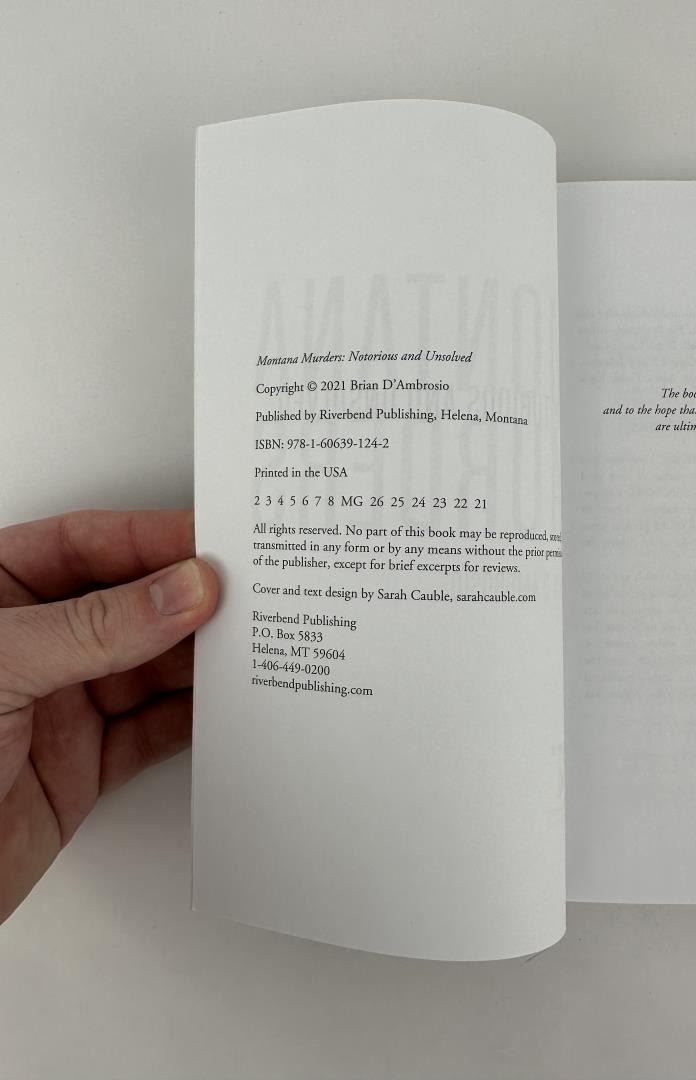 Montana Murders: Notorious and Unsolved
Copyright © 2021 Brian D'Ambrosio
Published by Riverbend Publishing, Helena, Montana
ISBN: 978-1-60639-124-2
Printed in the USA
2 3 4 5 6 7 8 MG 26 25 24 23 22 21
All rights reserved. No part of this book may be reproduced,
transmitted in any form or by any means without the prior
of the publisher, except for brief excerpts for reviews.
Cover and text design by Sarah Cauble, sarahcauble.com
Riverbend Publishing
P.O. Box 5833
Helena, MT 59604
1-406-449-0200
riverbendpublishing.com
The boo
and to the hope tha
are ultim